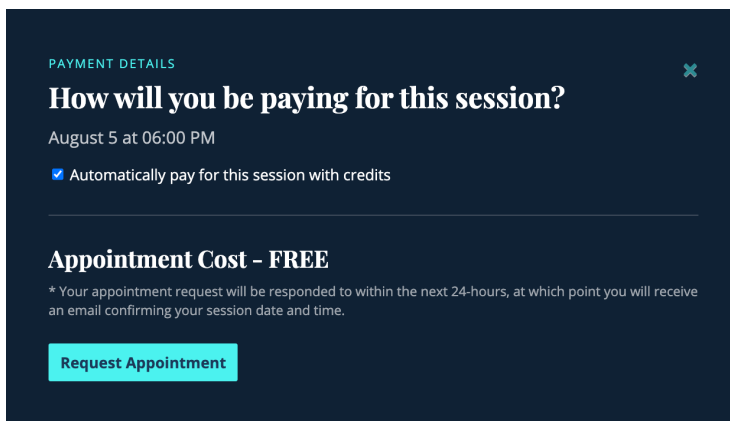 PAYMENT DETAILS
How will you be paying for this session?
August 5 at 06:00 PM
Automatically pay for this session with credits
Appointment Cost - FREE
* Your appointment request will be responded to within the next 24-hours, at which point you will receive
an email confirming your session date and time.
Request Appointment